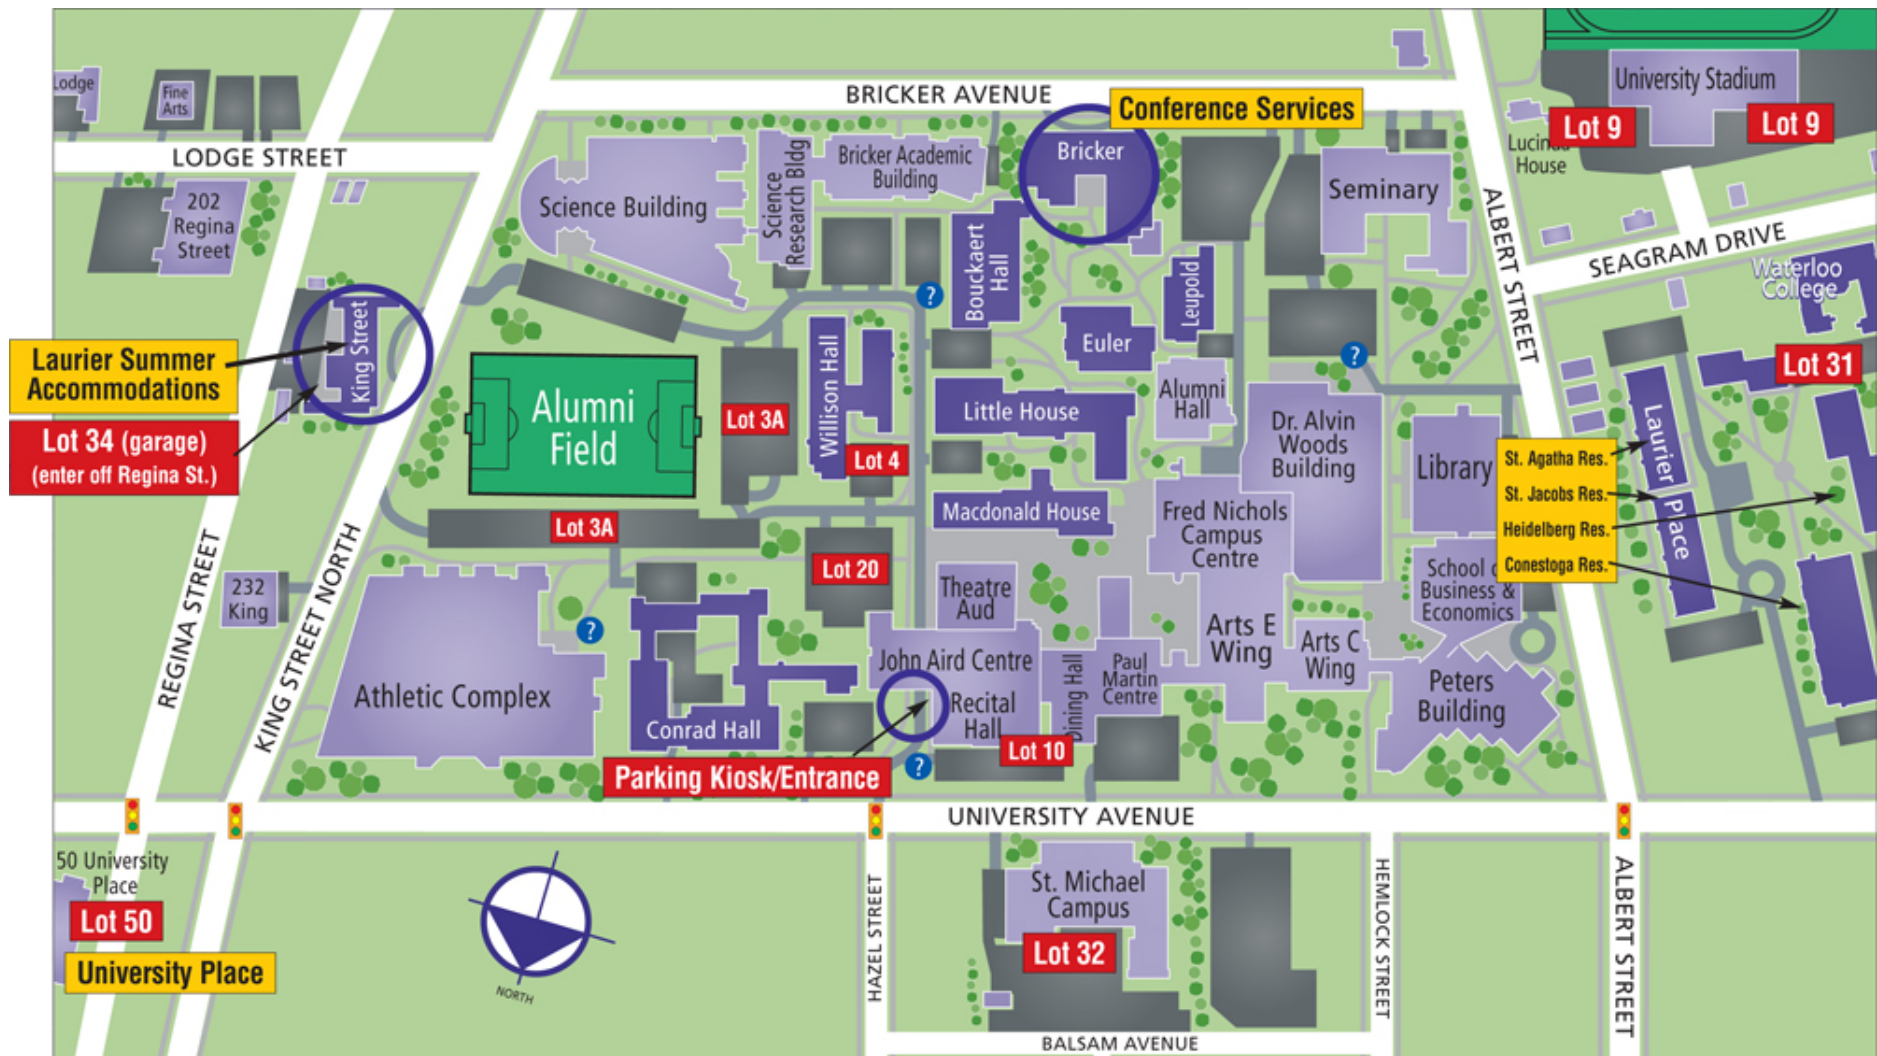 BRICKER AVENUE
Conference Services
University Stadium
Lot 9
Lot 9
Lucinda
House
Lodge
Fine
Arts
LODGE STREET
202
Regina
Street
Science Building
Science
Research Bldg
Bricker Academic
Building
Bricker
Seminary
ALBERT STREET
SEAGRAM DRIVE
Waterloo
College
Bouckaert
Hall
Leupold
Euler
Laurier Summer
Accommodations
King Street
Lot 34 (garage)
(enter off Regina St.)
Alumni
Field
Lot 3A
Willison Hall
Lot 4
Little House
Alumni
Hall
Dr. Alvin
Woods
Building
Library
Lot 31
Laurier
Place
St. Agatha Res.
St. Jacobs Res.
Heidelberg Res.
Conestoga Res.
Macdonald House
Fred Nichols
Campus
Centre
Lot 3A
Lot 20
REGINA STREET
KING STREET NORTH
232
King
?
?
?
?
Theatre
Aud
School of
Business &
Economics
Arts E
Wing
Arts C
Wing
John Aird Centre
Recital
Hall
Dining Hall
Paul
Martin
Centre
Peters
Building
Athletic Complex
Conrad Hall
Lot 10
Parking Kiosk/Entrance
UNIVERSITY AVENUE
50 University
Place
Lot 50
University Place
NORTH
HAZEL STREET
St. Michael
Campus
Lot 32
HEMLOCK STREET
ALBERT STREET
BALSAM AVENUE